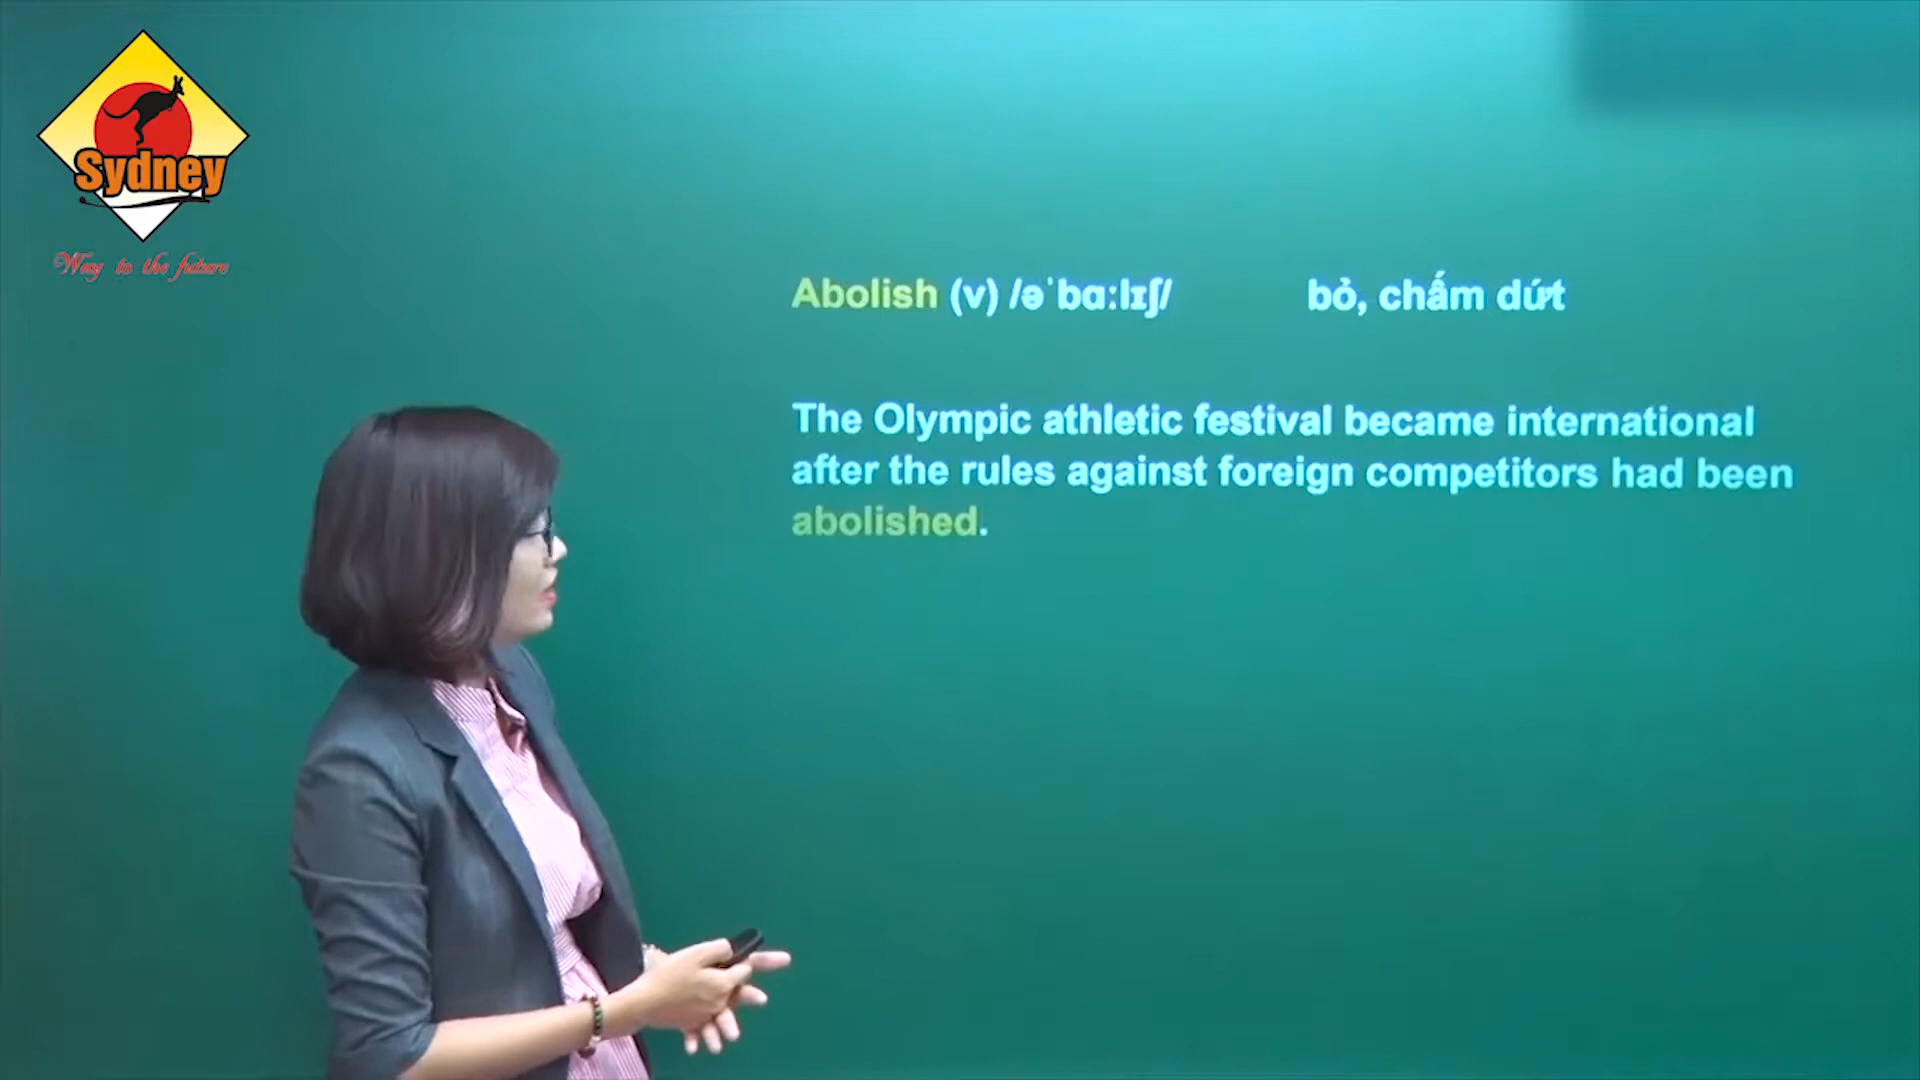 Sydney
Way to the future
Abolish (v) /əˈbɑːlɪʃ/ bỏ, chấm dứt
The Olympic athletic festival became international
after the rules against foreign competitors had been
abolished.